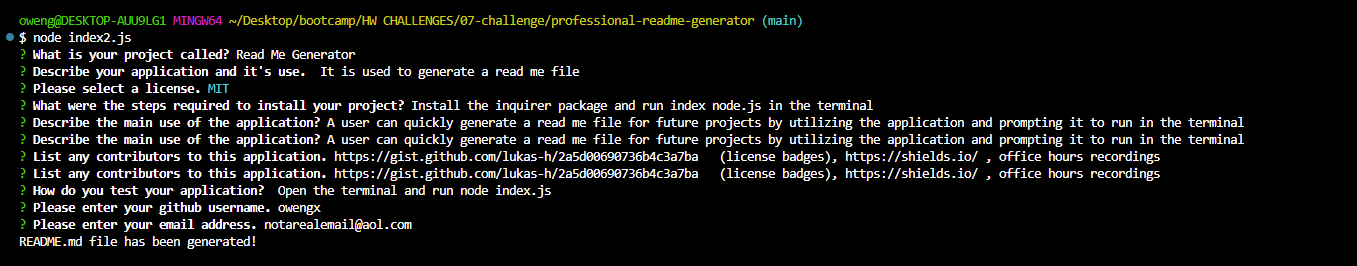 oweng@DESKTOP-AUU9LG1 MINGW64 ~/Desktop/bootcamp/HW CHALLENGES/07-challenge/professional-readme-generator (main)
$ node index2.js
? What is your project called? Read Me Generator
? Describe your application and it's use.  It is used to generate a read me file
? Please select a license. MIT
? What were the steps required to install your project? Install the inquirer package and run index node.js in the terminal
? Describe the main use of the application? A user can quickly generate a read me file for future projects by utilizing the application and prompting it to run in the terminal
? Describe the main use of the application? A user can quickly generate a read me file for future projects by utilizing the application and prompting it to run in the terminal
? List any contributors to this application. https://gist.github.com/lukas-h/2a5d00690736b4c3a7ba   (license badges), https://shields.io/ , office hours recordings
? List any contributors to this application. https://gist.github.com/lukas-h/2a5d00690736b4c3a7ba   (license badges), https://shields.io/ , office hours recordings
? How do you test your application?  Open the terminal and run node index.js
? Please enter your github username. owengx
? Please enter your email address. notarealemail@aol.com
README.md file has been generated!